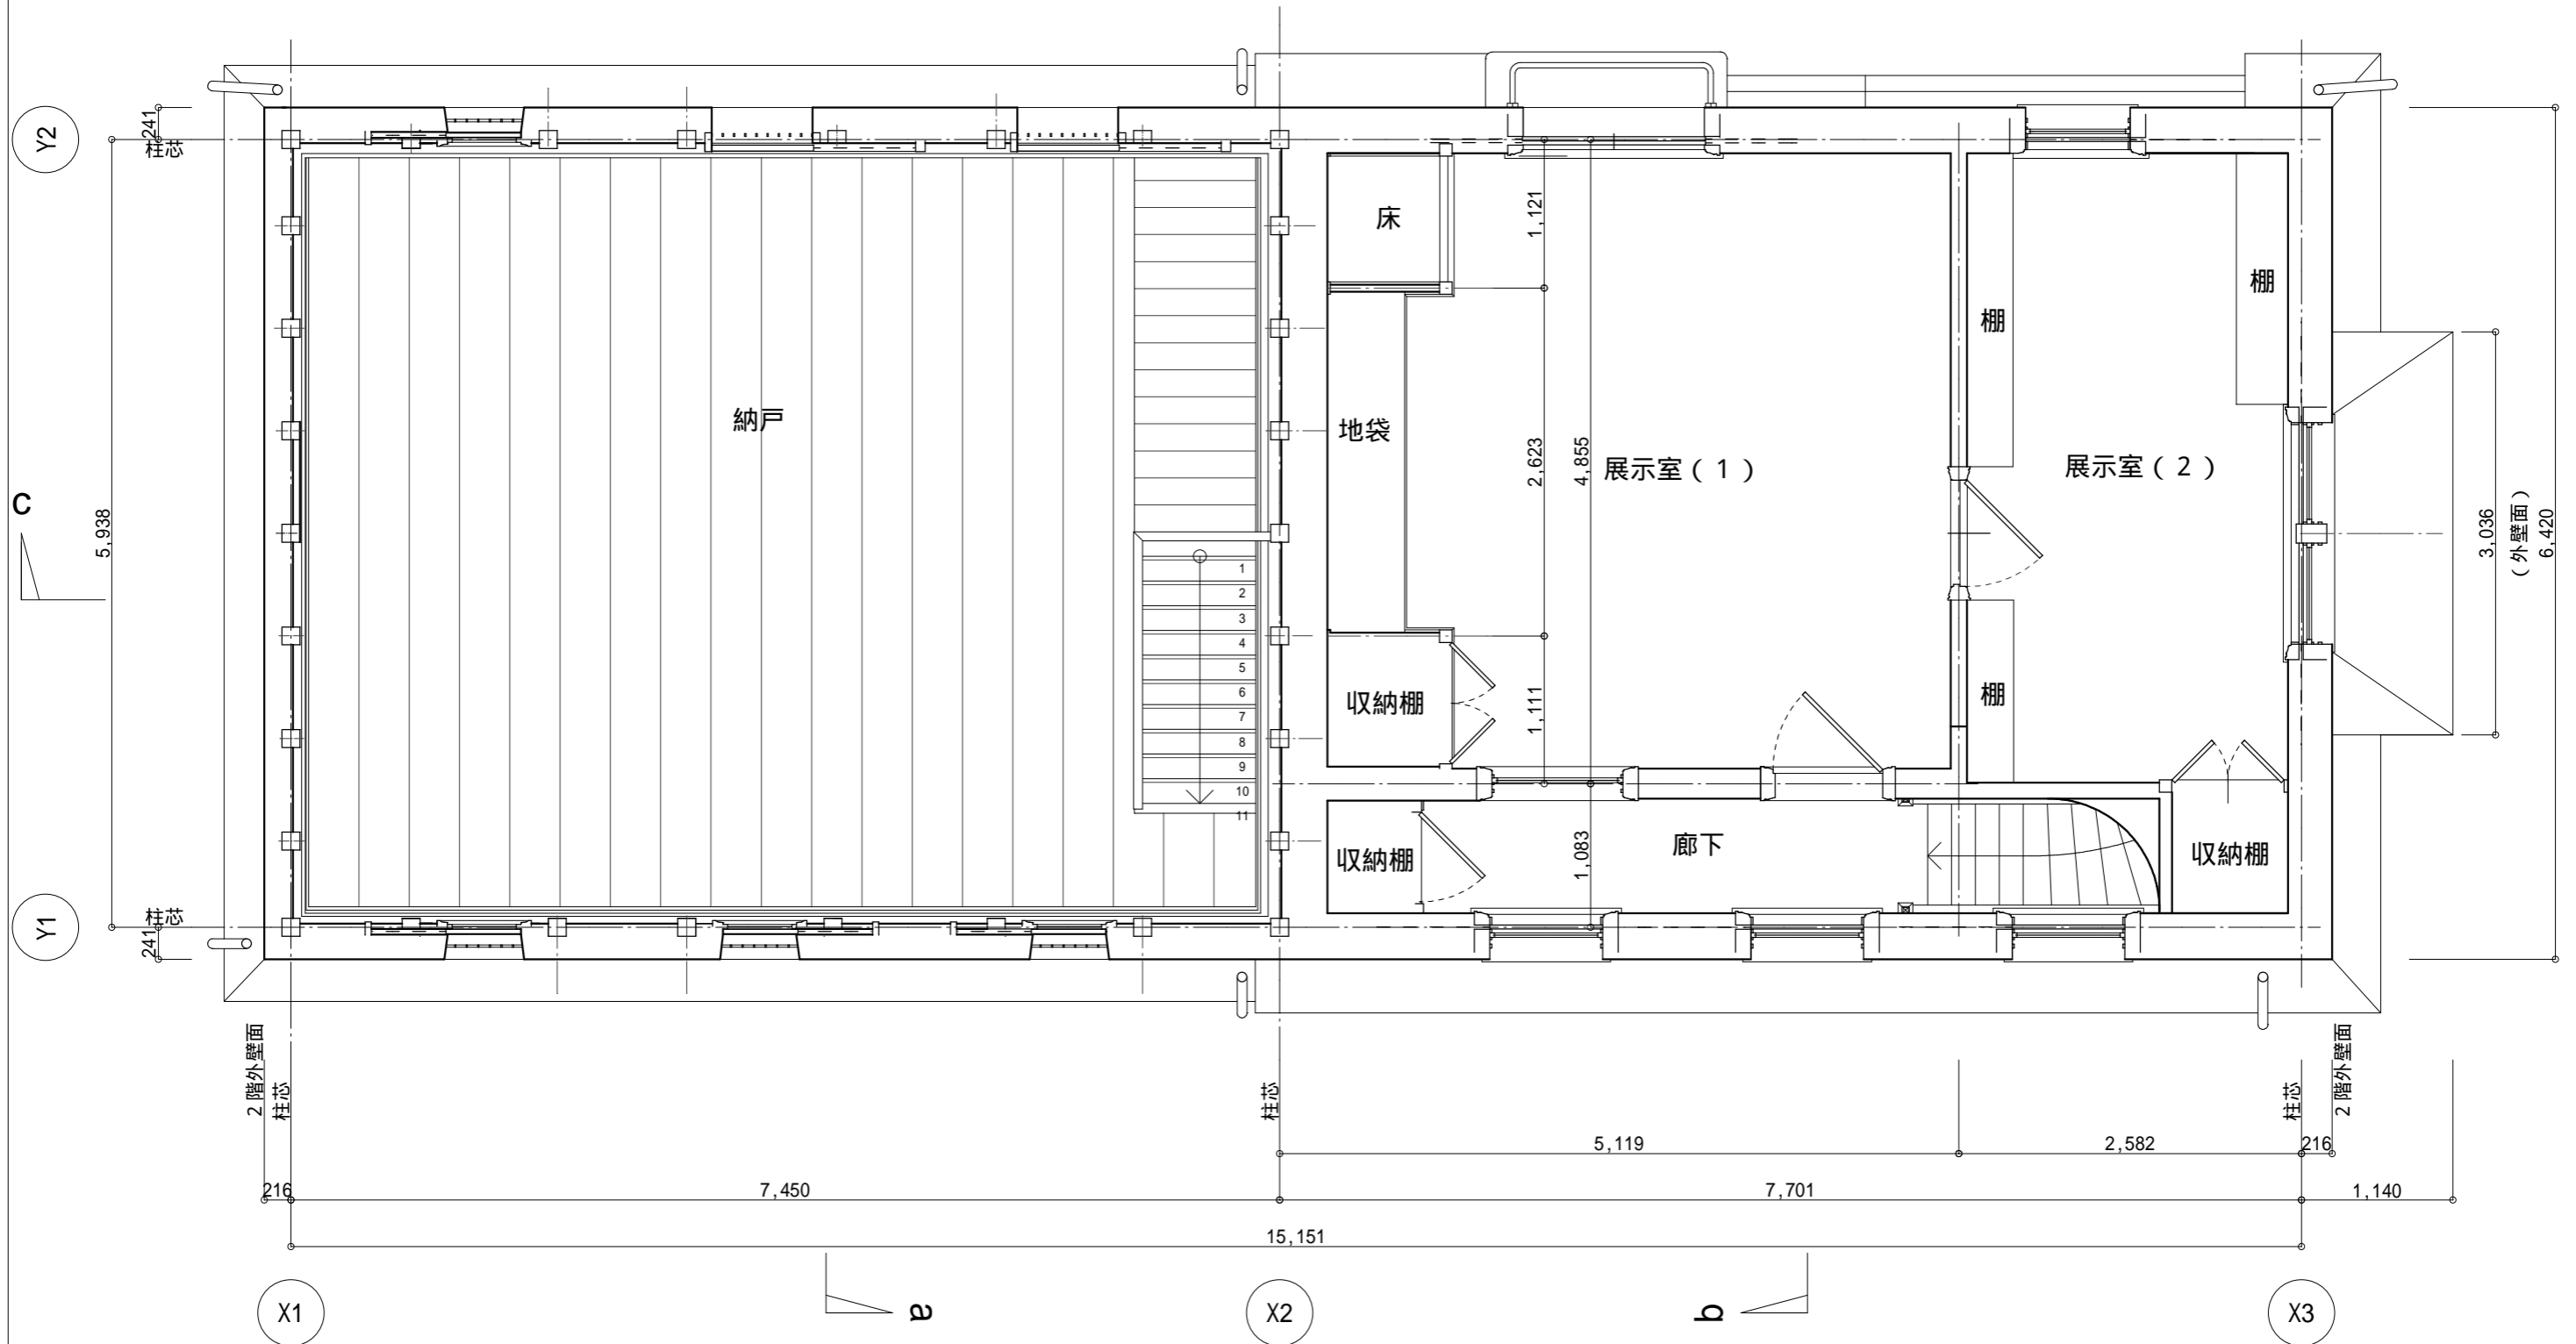 Y2
241
柱芯
5,938
C
Y1
柱芯
241
納戸
1
2
3
4
5
6
7
8
9
10
11
床
地袋
収納棚
収納棚
1,121
2,623
4,855
1,111
1,083
展示室(1)
廊下
棚
棚
展示室(2)
棚
収納棚
3,036
(外壁面)
6,420
2階外壁面
柱芯
柱芯
柱芯
2階外壁面
5,119
2,582
216
216
7,450
7,701
1,140
15,151
X1
a
X2
b
X3